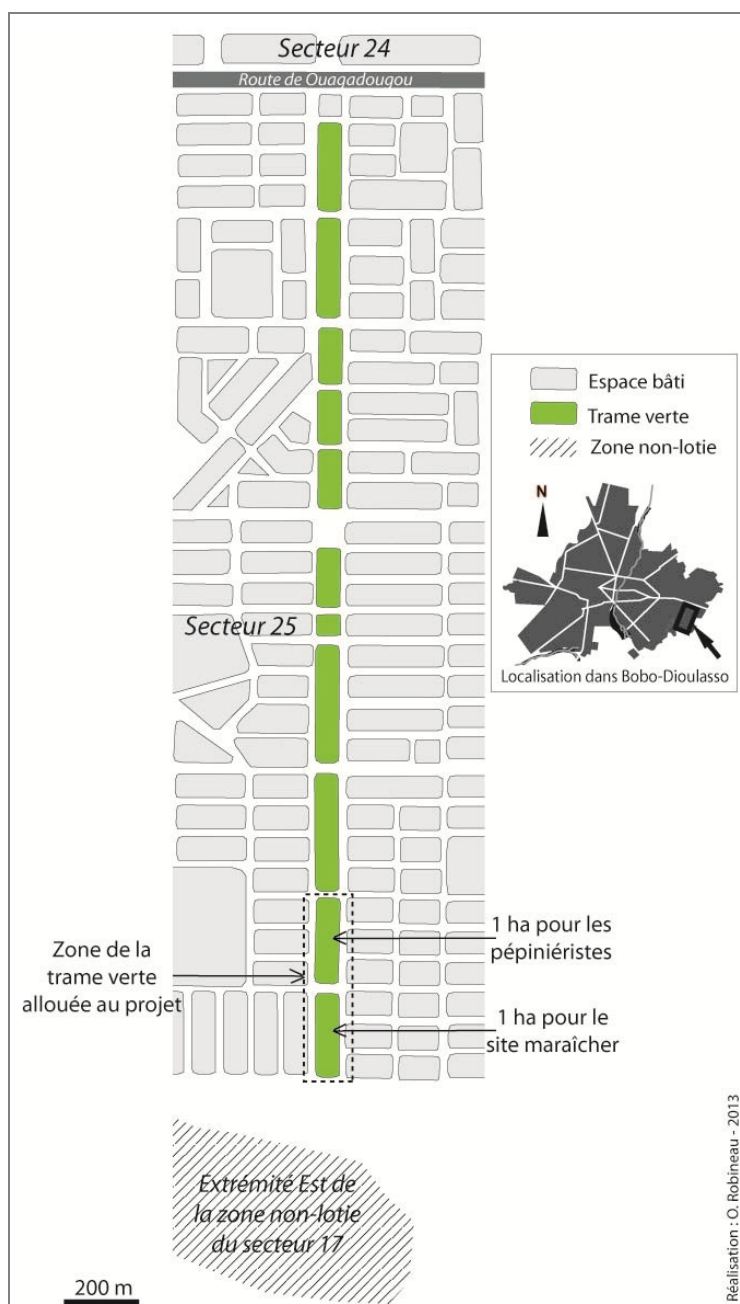 Secteur 24
Route de Ouagadougou
Espace bâti
Trame verte
Zone non-lotie
N
Localisation dans Bobo-Dioulasso
Secteur 25
Zone de la
trame verte
allouée au projet
1 ha pour les
pépiniéristes
1 ha pour le
site maraîcher
Extrémité Est de
la zone non-lotie
du secteur 17
200 m
Réalisation : O. Robineau - 2013